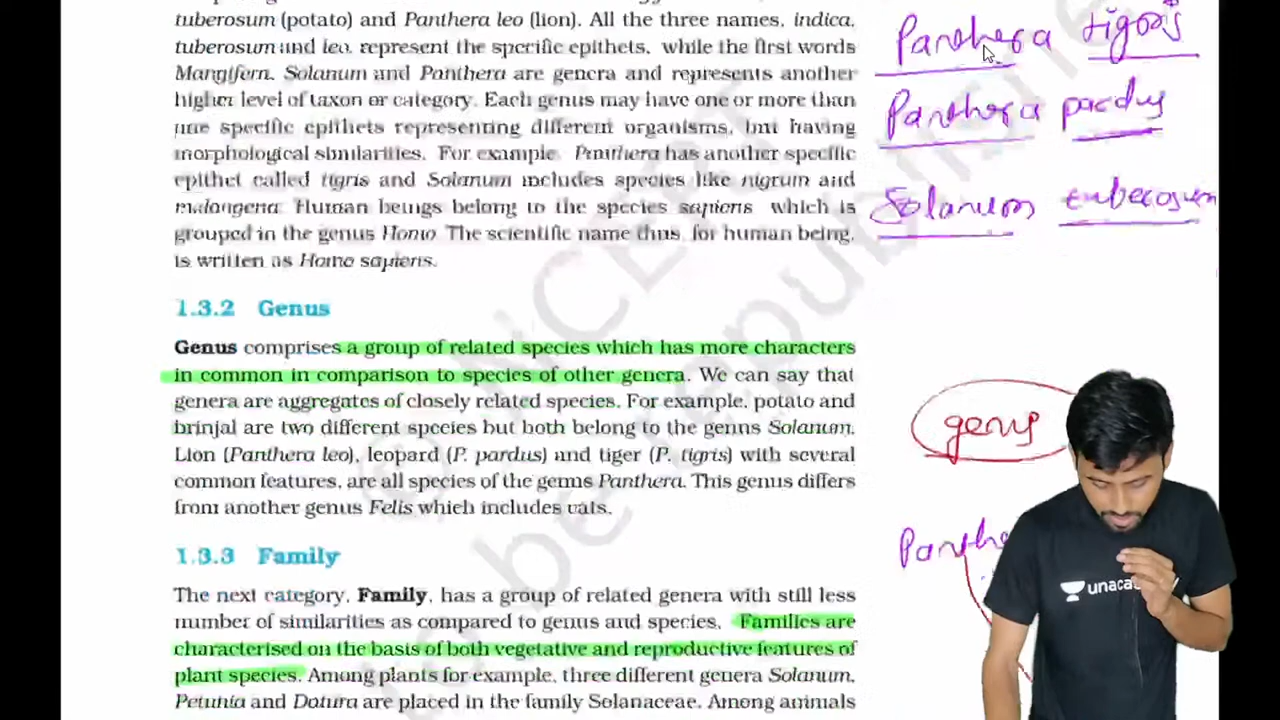 tuberosum (potato) and Panthera leo (lion). All the three names, indica,
tuberosum and leo, represent the specific epithets, while the first words
Mangifera, Solanum and Panthera are genera and represents another
higher level of taxon or category. Each genus may have one or more than
one specific epithets representing different organisms, but having
morphological similarities. For example, Panthera has another specific
epithet called tigris and Solanum includes species like nigrum and
melongena. Human beings belong to the species sapiens which is
grouped in the genus Homo. The scientific name thus, for human being,
is written as Homo sapiens.
1.3.2 Genus
Genus comprises a group of related species which has more characters
in common in comparison to species of other genera. We can say that
genera are aggregates of closely related species. For example, potato and
brinjal are two different species but both belong to the genus Solanum.
Lion (Panthera leo), leopard (P. pardus) and tiger (P. tigris) with several
common features, are all species of the genus Panthera. This genus differs
from another genus Felis which includes cats.
1.3.3 Family
The next category, Family, has a group of related genera with still less
number of similarities as compared to genus and species. Families are
characterised on the basis of both vegetative and reproductive features of
plant species. Among plants for example, three different genera Solanum,
Petunia and Datura are placed in the family Solanaceae. Among animals
Panthera tigris
Panthera pardus
Solanum tuberosum
genus
Panthe
unaca